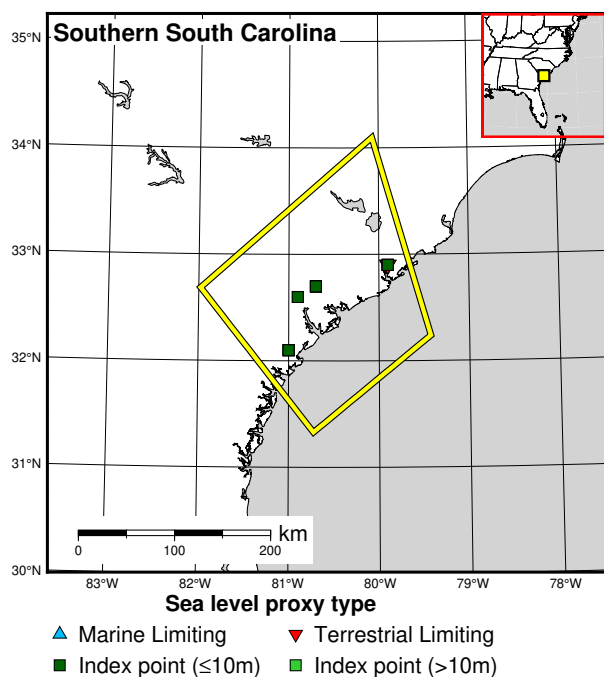 Southern South Carolina
35°N
34°N
33°N
32°N
31°N
30°N
km
0 100 200
83°W 82°W 81°W 80°W 79°W 78°W
Sea level proxy type
Marine Limiting Terrestrial Limiting
Index point (≤10m) Index point (>10m)